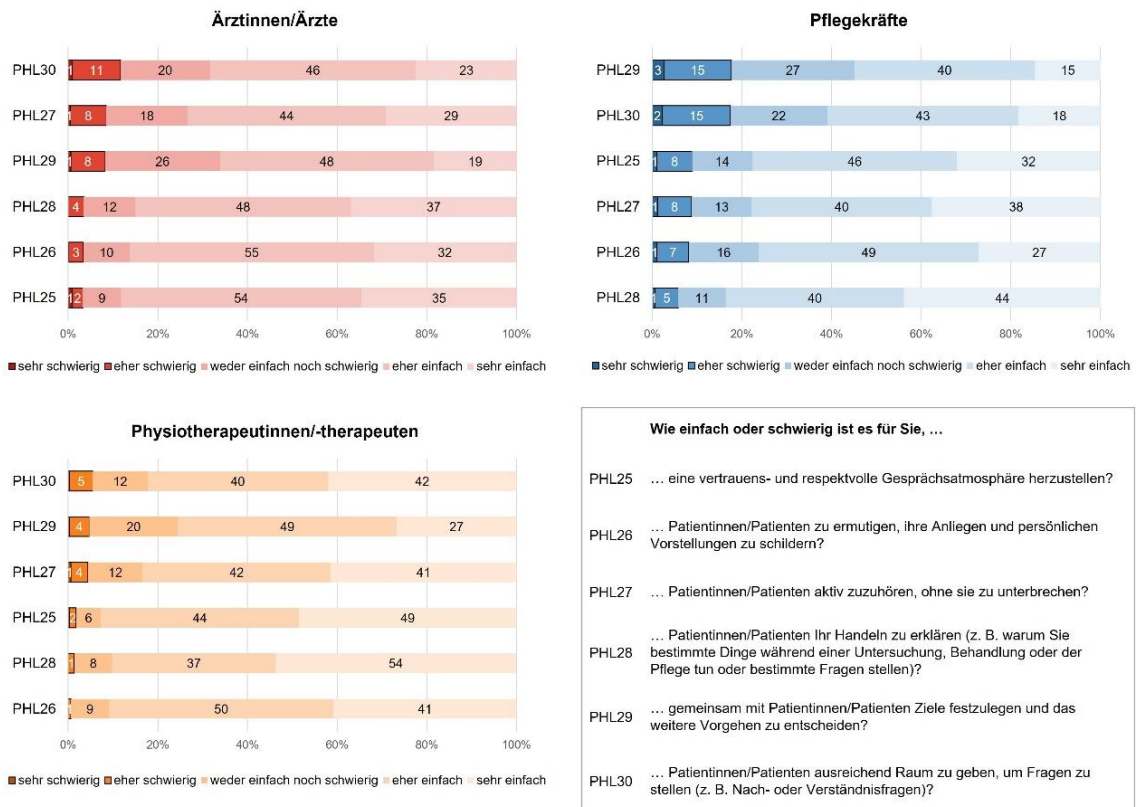 Ärztinnen/Ärzte
PHL30 1 11 20 46 23
PHL27 1 8 18 44 29
PHL29 1 8 26 48 19
PHL28 4 12 48 37
PHL26 3 10 55 32
PHL25 1 2 9 54 35
0% 20% 40% 60% 80% 100%
sehr schwierig eher schwierig weder einfach noch schwierig eher einfach sehr einfach
Pflegekräfte
PHL29 3 15 27 40 15
PHL30 2 15 22 43 18
PHL25 1 8 14 46 32
PHL27 1 8 13 40 38
PHL26 1 7 16 49 27
PHL28 1 5 11 40 44
0% 20% 40% 60% 80% 100%
sehr schwierig eher schwierig weder einfach noch schwierig eher einfach sehr einfach
Physiotherapeutinnen/-therapeuten
PHL30 5 12 40 42
PHL29 4 20 49 27
PHL27 1 4 12 42 41
PHL25 2 6 44 49
PHL28 1 8 37 54
PHL26 1 9 50 41
0% 20% 40% 60% 80% 100%
sehr schwierig eher schwierig weder einfach noch schwierig eher einfach sehr einfach
Wie einfach oder schwierig ist es für Sie, …
PHL25 … eine vertrauens- und respektvolle Gesprächsatmosphäre herzustellen?
PHL26 … Patientinnen/Patienten zu ermutigen, ihre Anliegen und persönlichen
Vorstellungen zu schildern?
PHL27 … Patientinnen/Patienten aktiv zuzuhören, ohne sie zu unterbrechen?
PHL28 … Patientinnen/Patienten Ihr Handeln zu erklären (z. B. warum Sie
bestimmte Dinge während einer Untersuchung, Behandlung oder der
Pflege tun oder bestimmte Fragen stellen)?
PHL29 … gemeinsam mit Patientinnen/Patienten Ziele festzulegen und das
weitere Vorgehen zu entscheiden?
PHL30 … Patientinnen/Patienten ausreichend Raum zu geben, um Fragen zu
stellen (z. B. Nach- oder Verständnisfragen)?